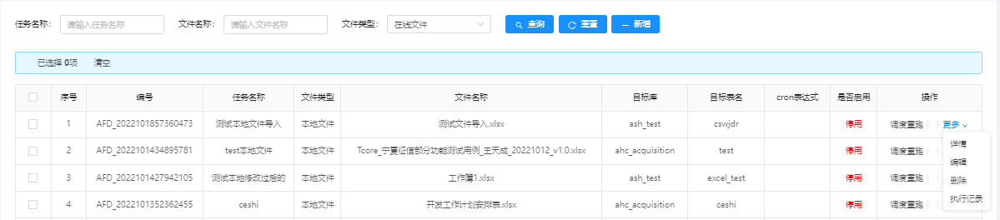 任务名称： 请输入任务名称 文件名称： 请输入文件名称 文件类型： 在线文件 查询 重置 新增
已选择 0项 清空
序号 编号 任务名称 文件类型 文件名称 目标库 目标表名 cron表达式 是否启用 操作
1 AFD_2022101857360473 测试本地文件导入 本地文件 测试文件导入.xlsx ash_test cswjdr 停用 调度重跑 更多
2 AFD_2022101434895781 test本地文件 本地文件 Tcore_宁夏征信部分功能测试用例_王天成_20221012_v1.0.xlsx ahc_acquisition test 停用 调度重跑
3 AFD_2022101427942105 测试本地修改过后的 本地文件 工作簿1.xlsx ash_test excel_test 停用 调度重跑
4 AFD_2022101352362455 ceshi 本地文件 开发工作计划安排表.xlsx ahc_acquisition ceshi 停用 调度重跑
详情
编辑
删除
执行记录